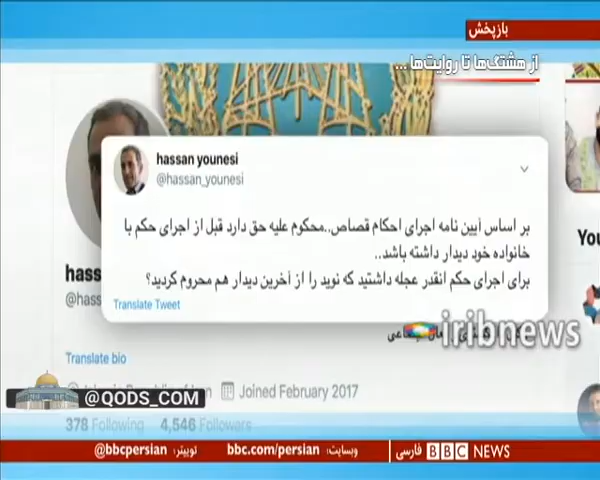 بازپخش
از هشتگ‌ها تا روایت‌ها ...
hassan younesi
@hassan_younesi
بر اساس آیین نامه اجرای احکام قصاص..محکوم علیه حق دارد قبل از اجرای حکم با
خانواده خود دیدار داشته باشد..
برای اجرای حکم انقدر عجله داشتید که نوید را از آخرین دیدار هم محروم کردید؟
Translate Tweet
You
hass
@hass
iribnews
Translate bio
Joined February 2017
@QODS_COM
378 Following 4,546 Followers
@bbcpersian :توییتر
bbc.com/persian :وبسایت
BBC NEWS فارسی